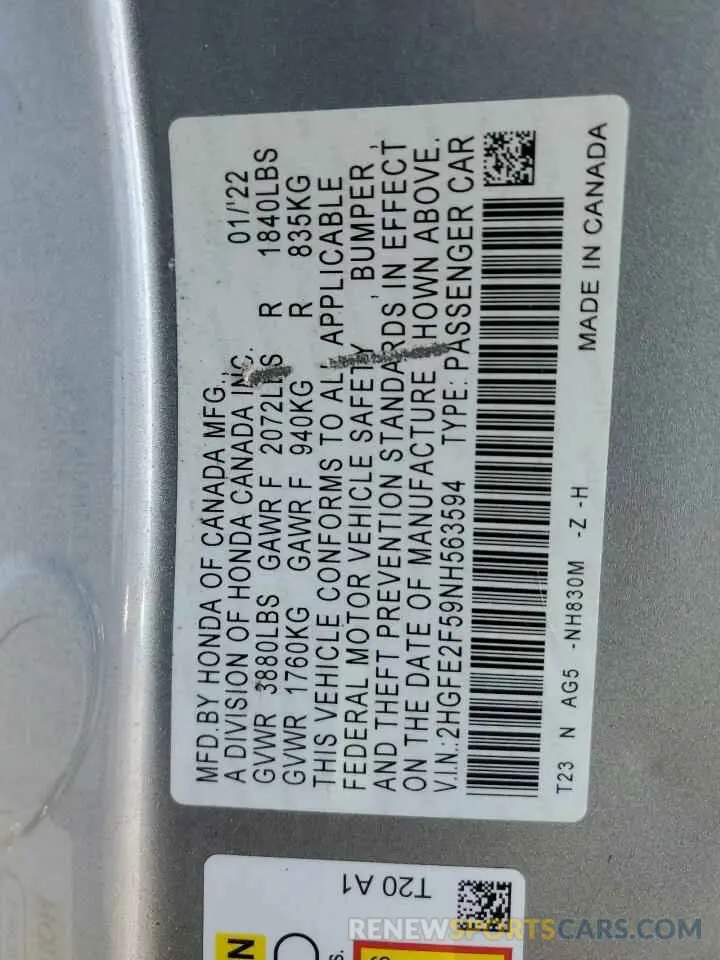 MFD.BY HONDA OF CANADA MFG., 01/'22
A DIVISION OF HONDA CANADA INC.
GVWR 3880LBS GAWR F 2072LBS R 1840LBS
GVWR 1760KG GAWR F 940KG R 835KG
THIS VEHICLE CONFORMS TO ALL APPLICABLE
FEDERAL MOTOR VEHICLE SAFETY, BUMPER,
AND THEFT PREVENTION STANDARDS IN EFFECT
ON THE DATE OF MANUFACTURE HOWN ABOVE.
V.I.N.: 2HGFE2F59NH563594 TYPE: PASSENGER CAR
T23 N AG5 -NH830M -Z -H
MADE IN CANADA
T20 A1
N
s.
RENEWSPORTSCARS.COM